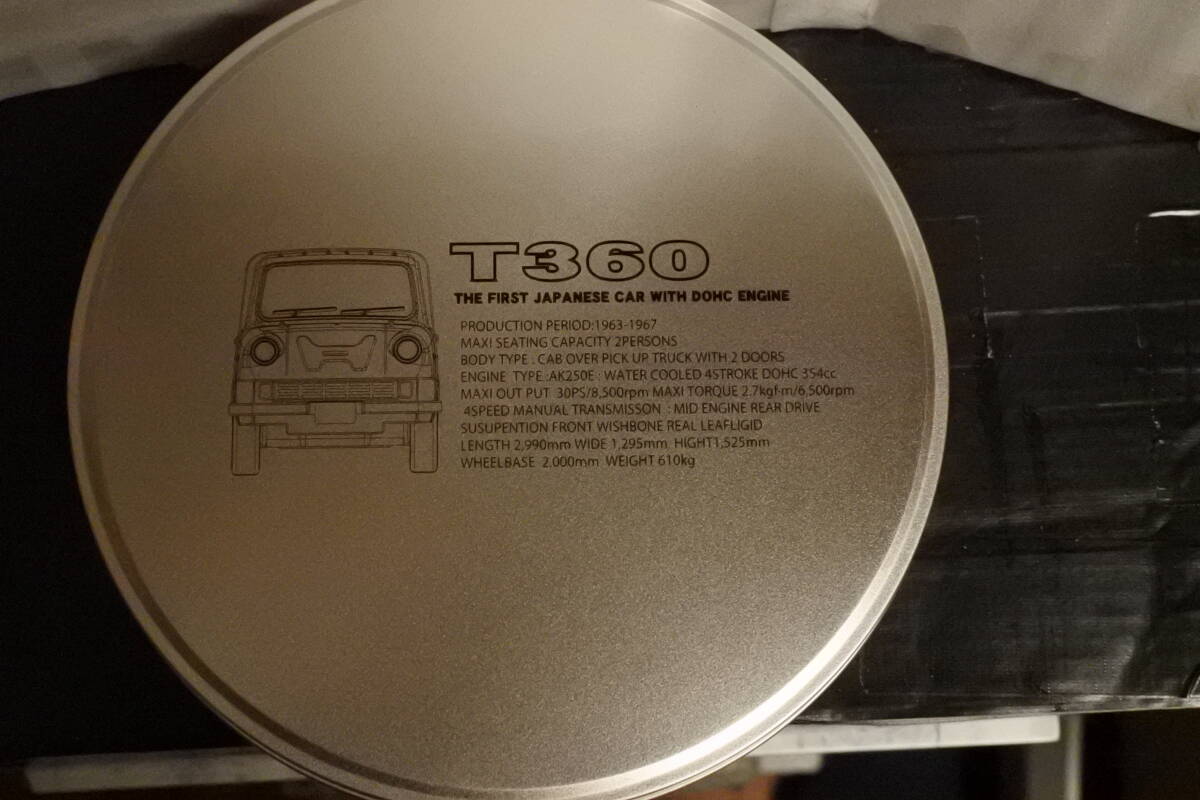 T360
THE FIRST JAPANESE CAR WITH DOHC ENGINE
PRODUCTION PERIOD:1963-1967
MAXI SEATING CAPACITY 2PERSONS
BODY TYPE : CAB OVER PICK UP TRUCK WITH 2 DOORS
ENGINE TYPE :AK250E : WATER COOLED 4STROKE DOHC 354cc
MAXI OUT PUT 30PS/8,500rpm MAXI TORQUE 2.7kgf-m/6,500rpm
4SPEED MANUAL TRANSMISSON : MID ENGINE REAR DRIVE
SUSUPENTION FRONT WISHBONE REAL LEAFLIGID
LENGTH 2,990mm WIDE 1,295mm HIGHT1,525mm
WHEELBASE 2.000mm WEIGHT 610kg